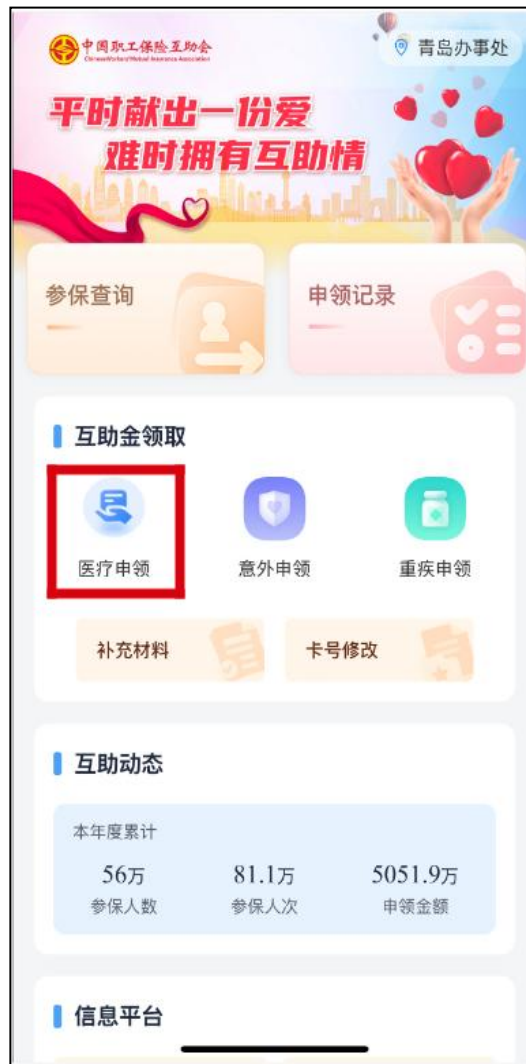 中国职工保险互助会
Chinese Workers' Mutual Insurance Association
青岛办事处
平时献出一份爱
难时拥有互助情
参保查询
申领记录
互助金领取
医疗申领
意外申领
重疾申领
补充材料
卡号修改
互助动态
本年度累计
56万
81.1万
5051.9万
参保人数
参保人次
申领金额
信息平台